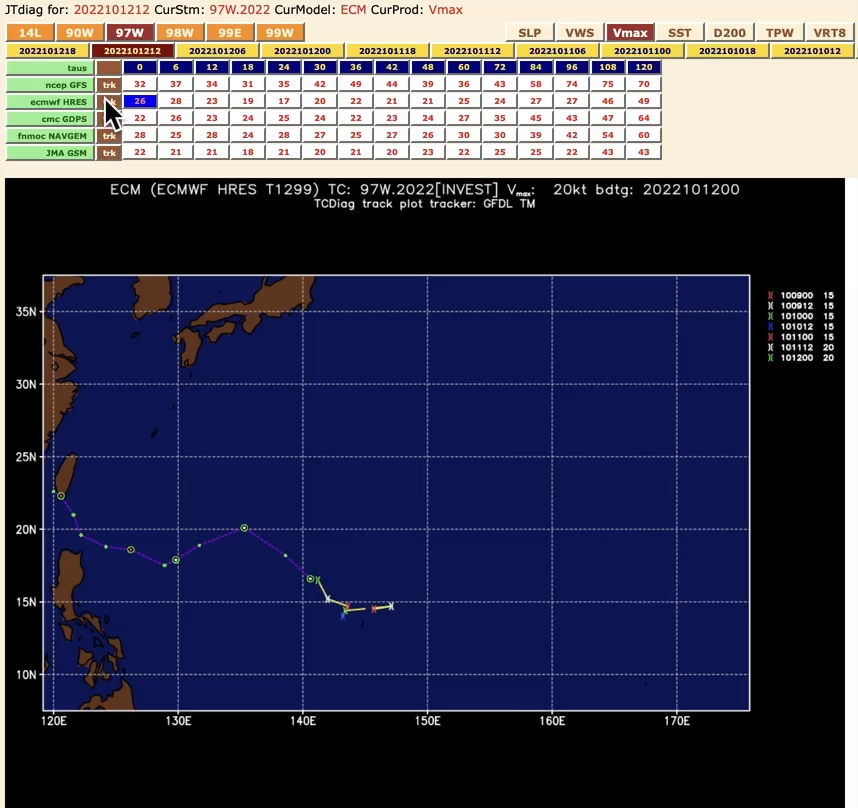 JTdiag for: 2022101212 CurStm: 97W.2022 CurModel: ECM CurProd: Vmax
14L 90W 97W 98W 99E 99W SLP VWS Vmax SST D200 TPW VRT8
2022101218 2022101212 2022101206 2022101200 2022101118 2022101112 2022101106 2022101100 2022101018 2022101012
taus 0 6 12 18 24 30 36 42 48 60 72 84 96 108 120
ncep GFS trk 32 37 34 31 35 42 49 44 39 36 43 58 74 75 70
ecmwf HRES 26 28 23 19 17 20 22 21 21 25 24 27 27 46 49
cmc GDPS 22 26 23 24 25 24 22 23 24 27 35 45 43 47 64
fnmoc NAVGEM trk 28 25 28 24 28 27 25 27 26 30 30 39 42 54 60
JMA GSM trk 22 21 21 18 21 20 21 20 23 22 25 25 22 43 43
ECM (ECMWF HRES T1299) TC: 97W.2022[INVEST] Vmax: 20kt bdtg: 2022101200
TCDiag track plot tracker: GFDL TM
100900 15
100912 15
101000 15
101012 15
101100 15
101112 20
101200 20
35N
30N
25N
20N
15N
10N
120E 130E 140E 150E 160E 170E